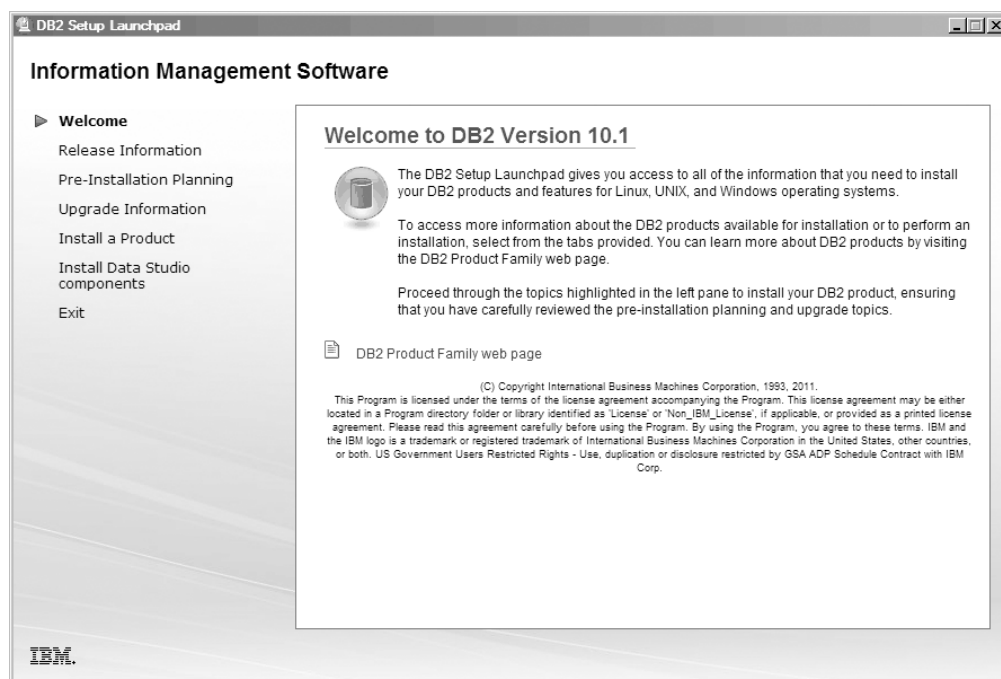 DB2 Setup Launchpad
Information Management Software
Welcome
Release Information
Pre-Installation Planning
Upgrade Information
Install a Product
Install Data Studio
components
Exit
Welcome to DB2 Version 10.1
The DB2 Setup Launchpad gives you access to all of the information that you need to install
your DB2 products and features for Linux, UNIX, and Windows operating systems.
To access more information about the DB2 products available for installation or to perform an
installation, select from the tabs provided. You can learn more about DB2 products by visiting
the DB2 Product Family web page.
Proceed through the topics highlighted in the left pane to install your DB2 product, ensuring
that you have carefully reviewed the pre-installation planning and upgrade topics.
DB2 Product Family web page
(C) Copyright International Business Machines Corporation, 1993, 2011.
This Program is licensed under the terms of the license agreement accompanying the Program. This license agreement may be either
located in a Program directory folder or library identified as 'License' or 'Non_IBM_License', if applicable, or provided as a printed license
agreement. Please read this agreement carefully before using the Program. By using the Program, you agree to these terms. IBM and
the IBM logo is a trademark or registered trademark of International Business Machines Corporation in the United States, other countries,
or both. US Government Users Restricted Rights - Use, duplication or disclosure restricted by GSA ADP Schedule Contract with IBM
Corp.
IBM.